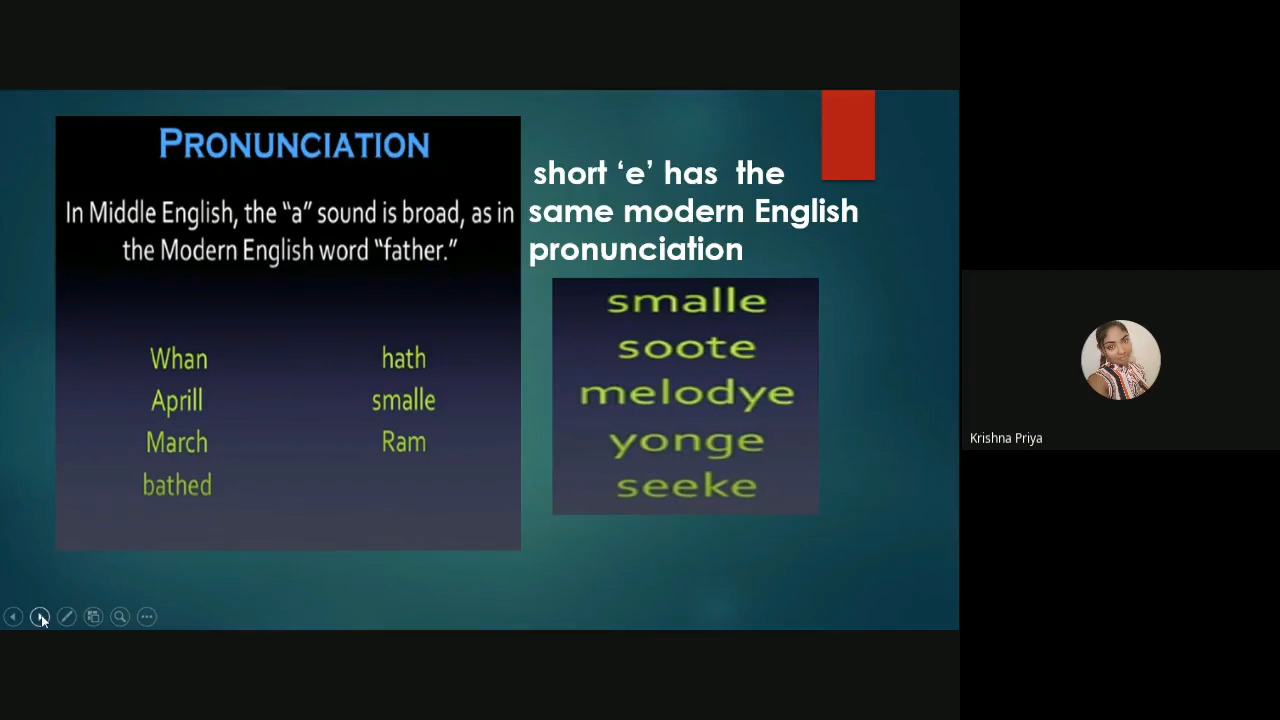 PRONUNCIATION
In Middle English, the “a” sound is broad, as in
the Modern English word “father.”
Whan
Aprill
March
bathed
hath
smalle
Ram
short ‘e’ has the
same modern English
pronunciation
smalle
soote
melodye
yonge
seeke
Krishna Priya